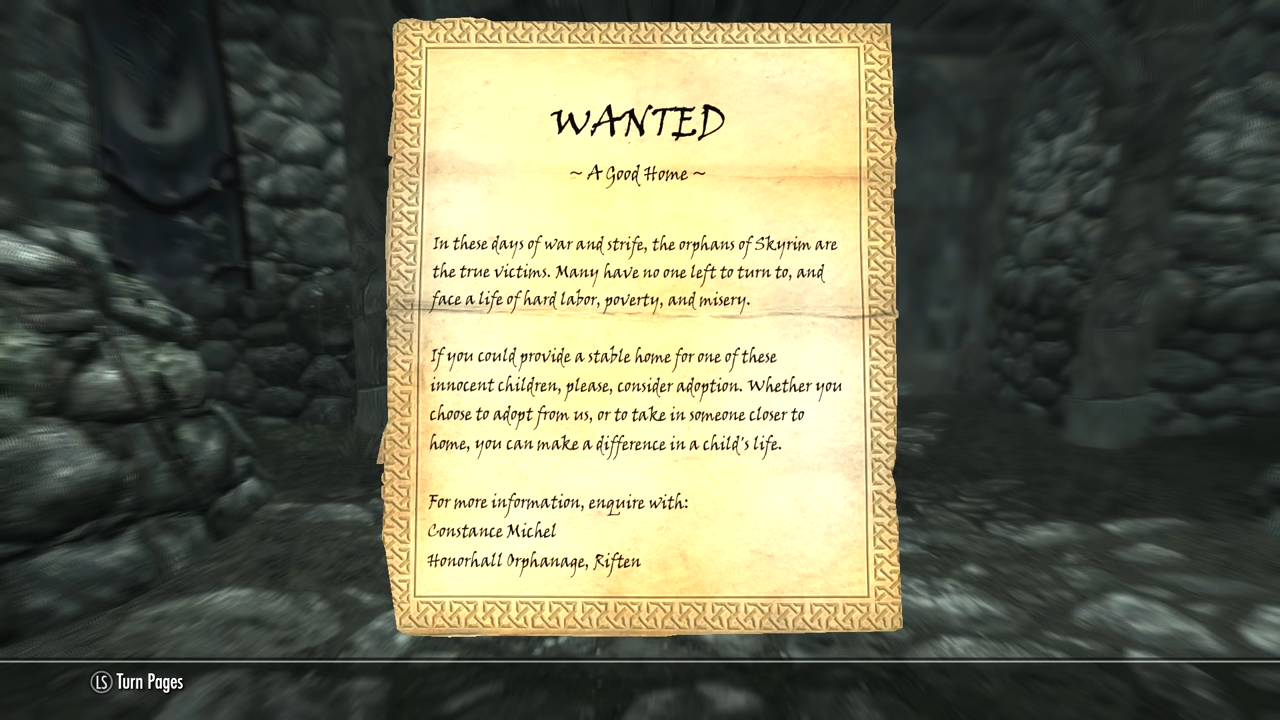 WANTED
~ A Good Home ~
In these days of war and strife, the orphans of Skyrim are
the true victims. Many have no one left to turn to, and
face a life of hard labor, poverty, and misery.
If you could provide a stable home for one of these
innocent children, please, consider adoption. Whether you
choose to adopt from us, or to take in someone closer to
home, you can make a difference in a child's life.
For more information, enquire with:
Constance Michel
Honorhall Orphanage, Riften
LS Turn Pages